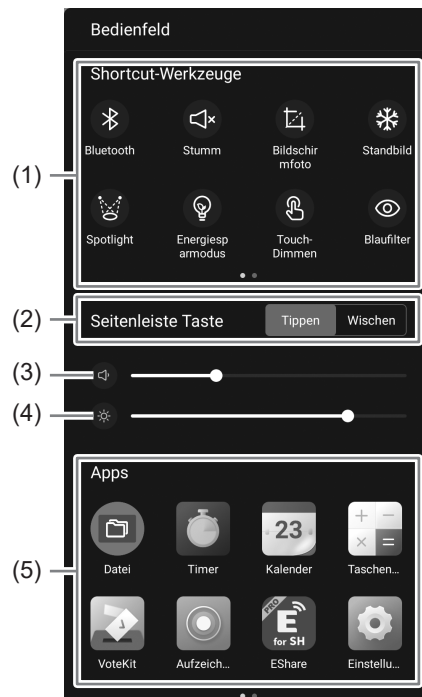 Bedienfeld
Shortcut-Werkzeuge
Bluetooth Stumm Bildschir Standbild
mfoto
(1)
Spotlight Energiesp Touch- Blaufilter
armodus Dimmen
(2) Seitenleiste Taste Tippen Wischen
(3)
(4)
Apps
23
Datei Timer Kalender Taschen...
(5)
PRO
E
for SH
VoteKit Aufzeich... EShare Einstellu...